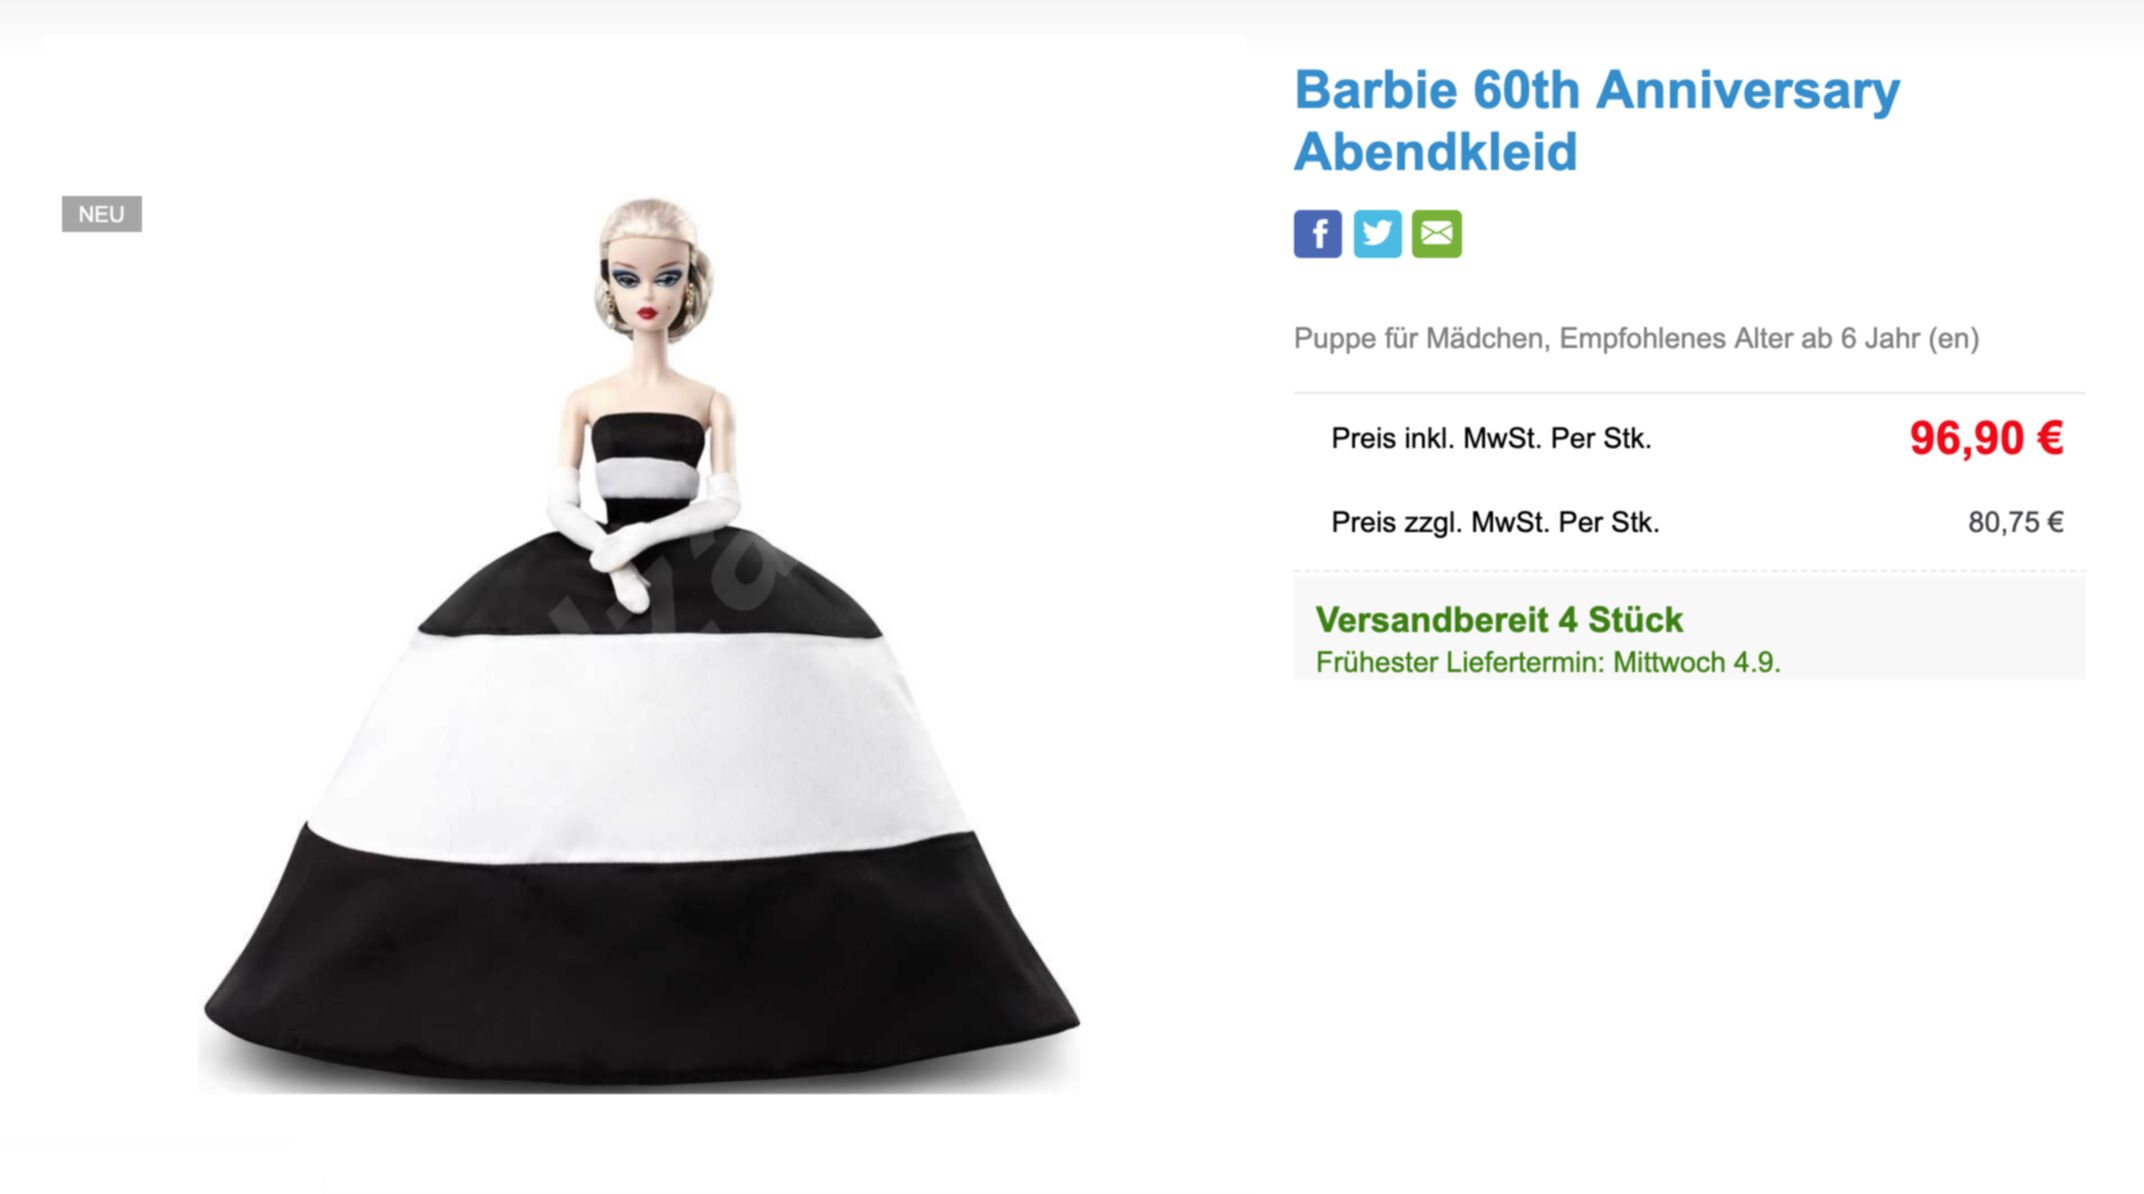 NEU
Barbie 60th Anniversary
Abendkleid
Puppe für Mädchen, Empfohlenes Alter ab 6 Jahr (en)
Preis inkl. MwSt. Per Stk. 96,90 €
Preis zzgl. MwSt. Per Stk. 80,75 €
Versandbereit 4 Stück
Frühester Liefertermin: Mittwoch 4.9.